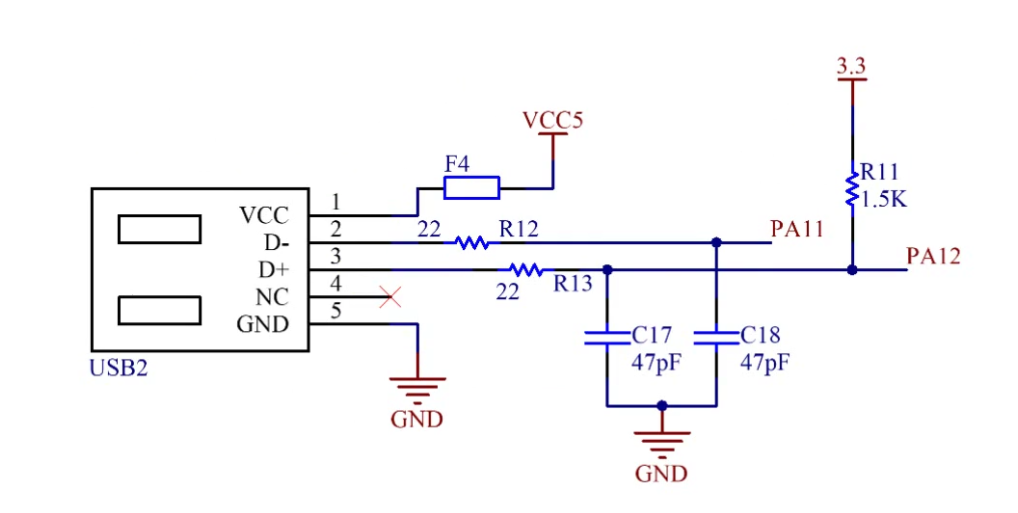 3.3
VCC5
F4
R11
1.5K
1
VCC
2
22
R12
PA11
D-
3
D+
PA12
22
R13
4
NC
5
GND
C17
47pF
C18
47pF
USB2
GND
GND